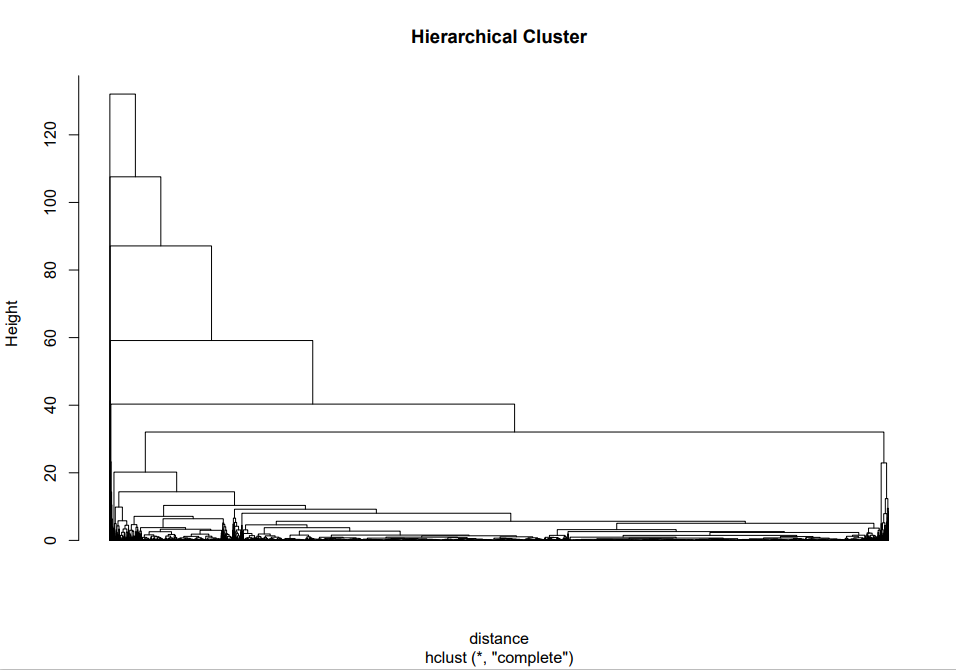 Hierarchical Cluster
Height
120
100
80
60
40
20
0
distance
hclust (*, "complete")